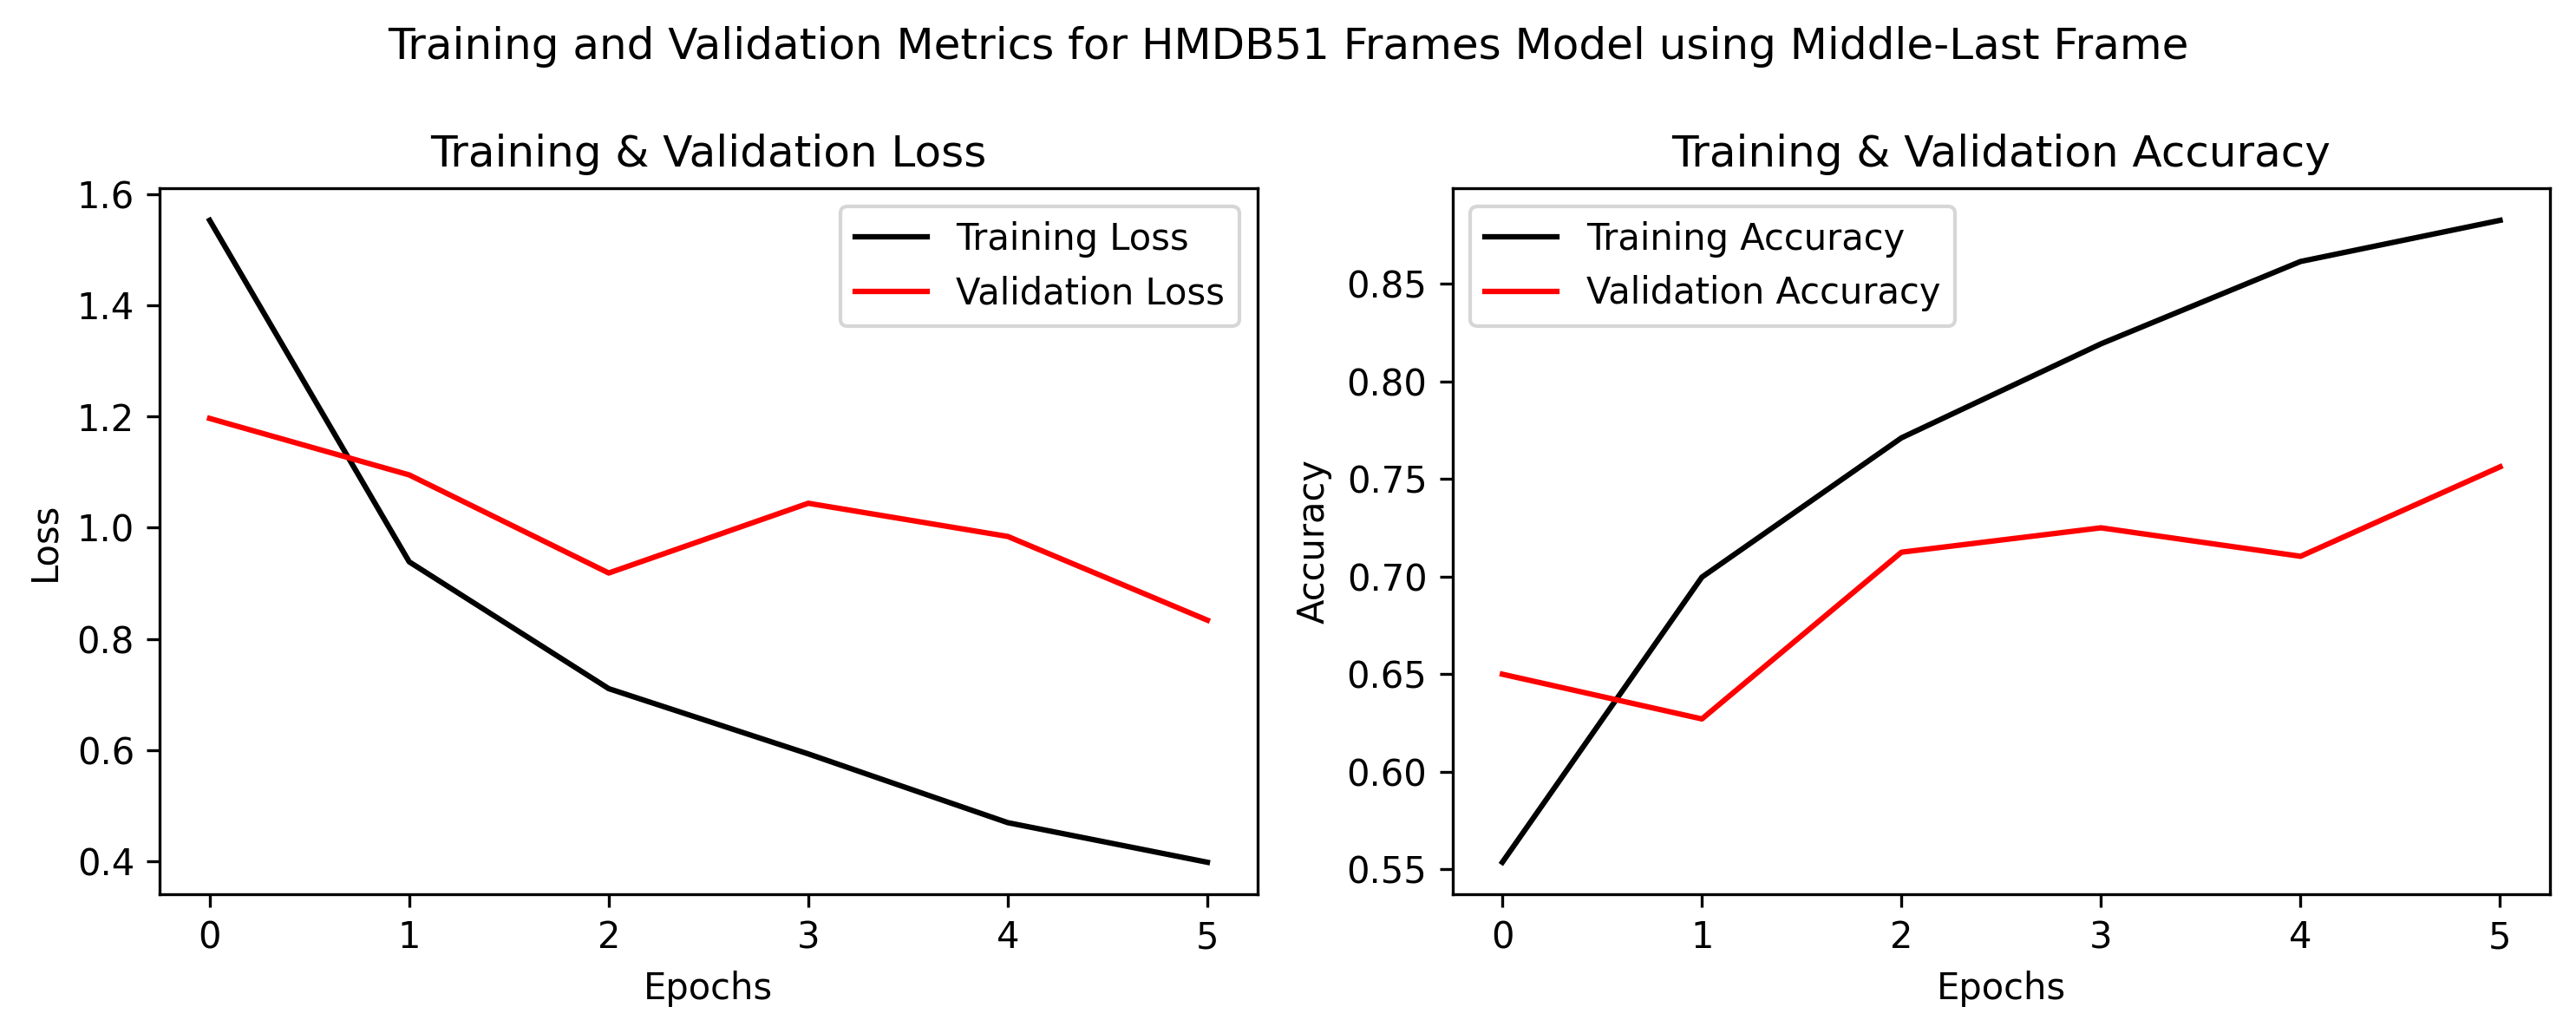 Training and Validation Metrics for HMDB51 Frames Model using Middle-Last Frame
Training & Validation Loss
1.6
1.4
1.2
1.0
0.8
0.6
0.4
Loss
Training Loss
Validation Loss
0
1
2
3
4
5
Epochs
Training & Validation Accuracy
0.85
0.80
0.75
0.70
0.65
0.60
0.55
Accuracy
Training Accuracy
Validation Accuracy
0
1
2
3
4
5
Epochs